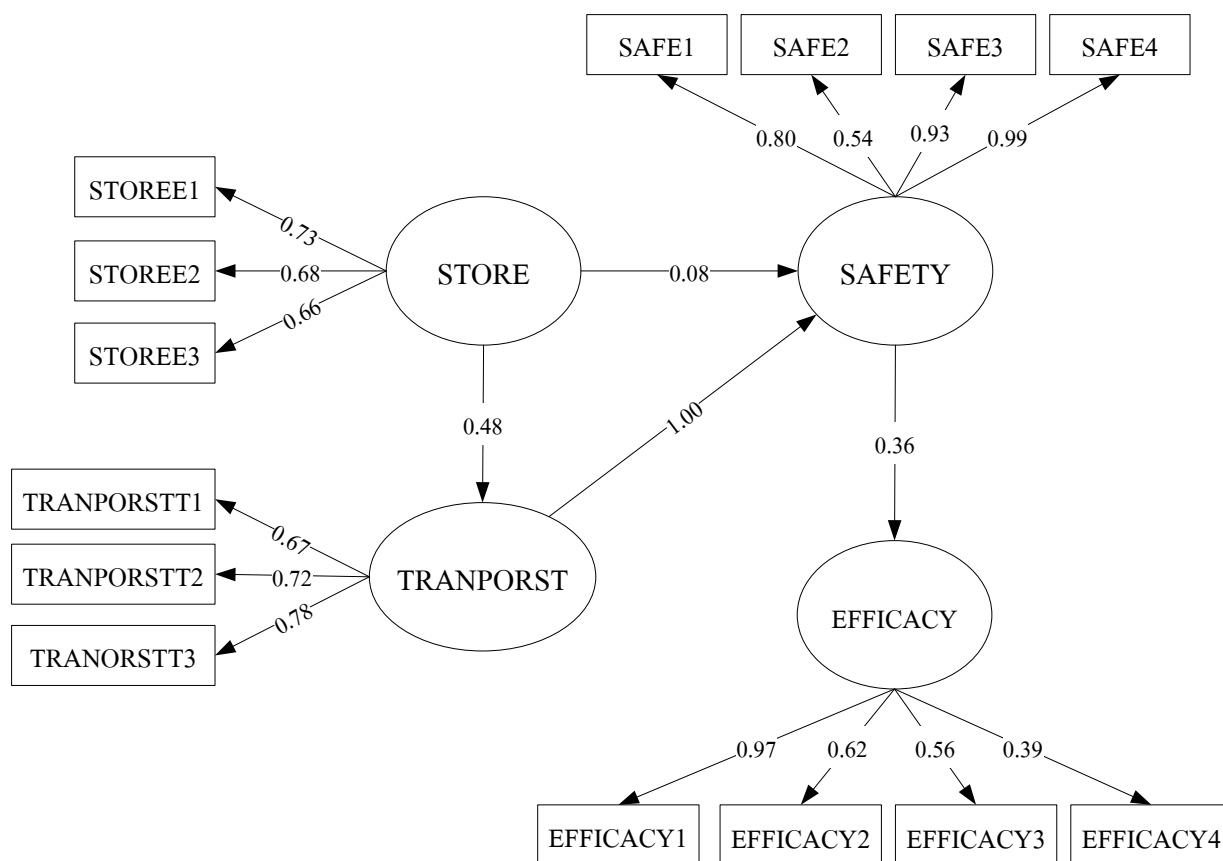 SAFE1
SAFE2
SAFE3
SAFE4
0.80
0.54
0.93
0.99
STOREE1
STOREE2
STOREE3
0.73
0.68
0.66
STORE
0.08
SAFETY
0.48
1.00
0.36
TRANPORSTT1
TRANPORSTT2
TRANORSTT3
0.67
0.72
0.78
TRANPORST
EFFICACY
0.97
0.62
0.56
0.39
EFFICACY1
EFFICACY2
EFFICACY3
EFFICACY4